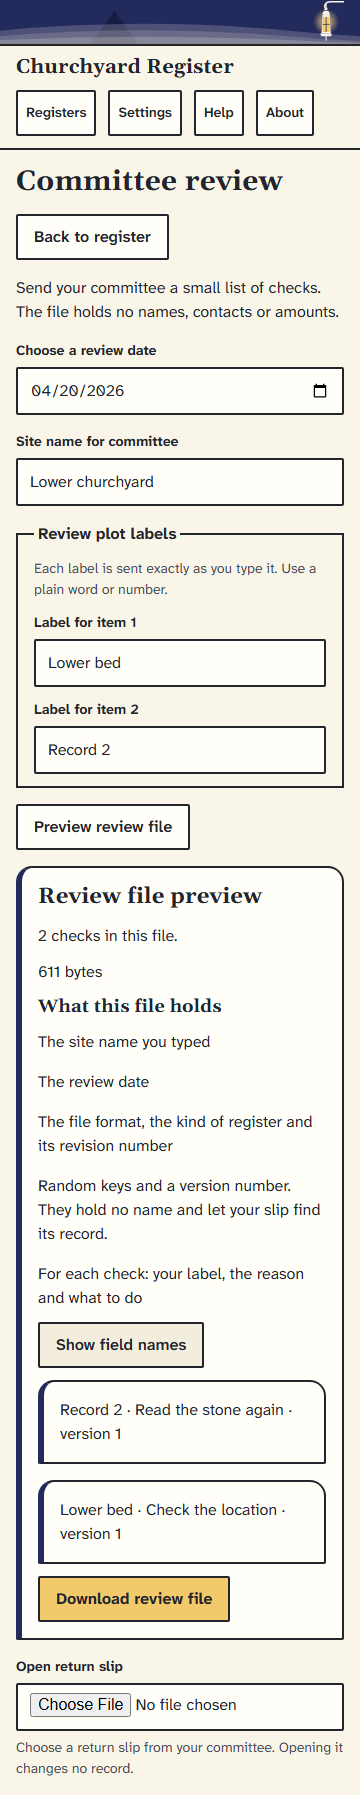 Churchyard Register
Registers
Settings
Help
About
Committee review
Back to register
Send your committee a small list of checks.
The file holds no names, contacts or amounts.
Choose a review date
04/20/2026
Site name for committee
Lower churchyard
Review plot labels
Each label is sent exactly as you type it. Use a
plain word or number.
Label for item 1
Lower bed
Label for item 2
Record 2
Preview review file
Review file preview
2 checks in this file.
611 bytes
What this file holds
The site name you typed
The review date
The file format, the kind of register and
its revision number
Random keys and a version number.
They hold no name and let your slip find
its record.
For each check: your label, the reason
and what to do
Show field names
Record 2 · Read the stone again ·
version 1
Lower bed · Check the location ·
version 1
Download review file
Open return slip
Choose File No file chosen
Choose a return slip from your committee. Opening it
changes no record.